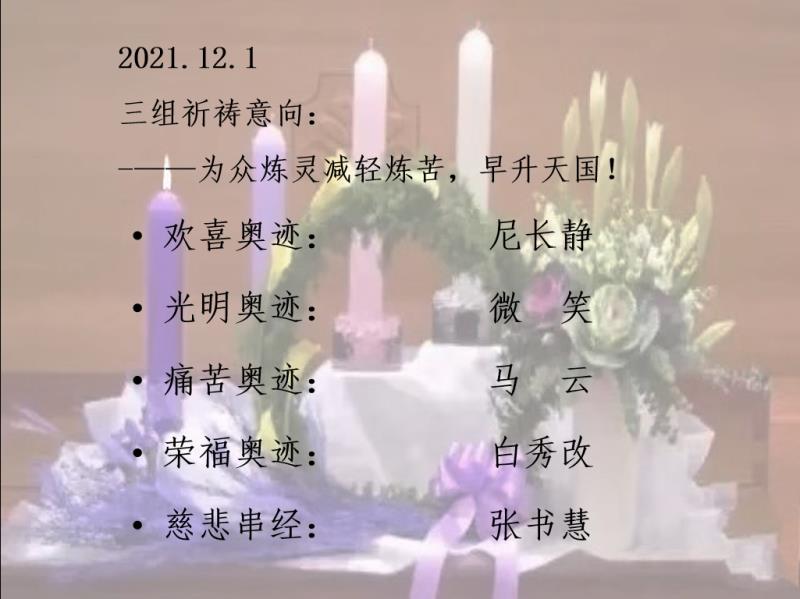 2021.12.1
三组祈祷意向：
-——为众炼灵减轻炼苦，早升天国！
• 欢喜奥迹： 尼长静
• 光明奥迹： 微 笑
• 痛苦奥迹： 马 云
• 荣福奥迹： 白秀改
• 慈悲串经： 张书慧